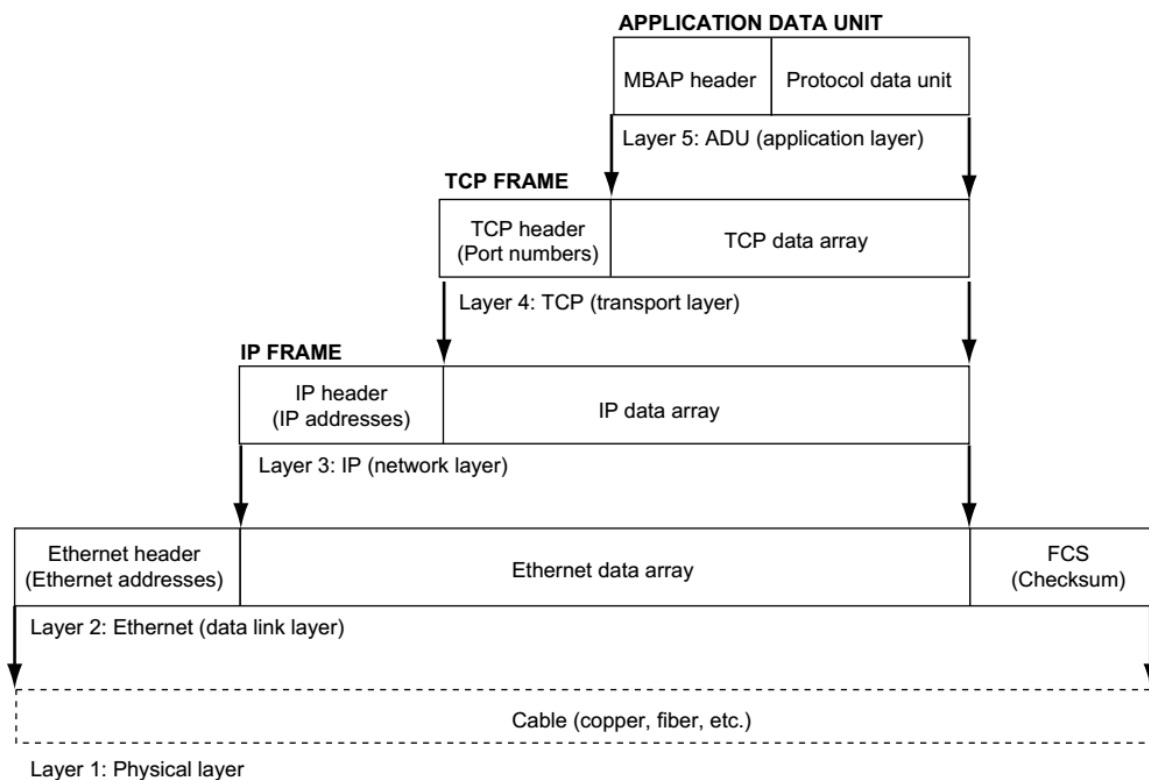 APPLICATION DATA UNIT
MBAP header
Protocol data unit
Layer 5: ADU (application layer)
TCP FRAME
TCP header
(Port numbers)
TCP data array
Layer 4: TCP (transport layer)
IP FRAME
IP header
(IP addresses)
IP data array
Layer 3: IP (network layer)
Ethernet header
(Ethernet addresses)
Ethernet data array
FCS
(Checksum)
Layer 2: Ethernet (data link layer)
Cable (copper, fiber, etc.)
Layer 1: Physical layer